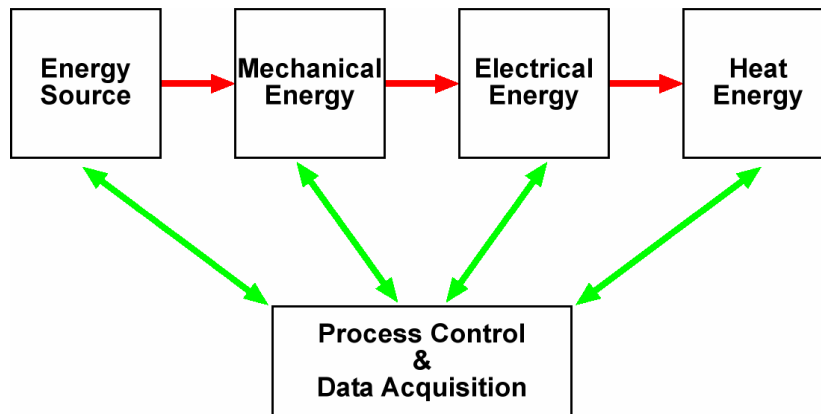 Energy
Source
Mechanical
Energy
Electrical
Energy
Heat
Energy
Process Control
&
Data Acquisition